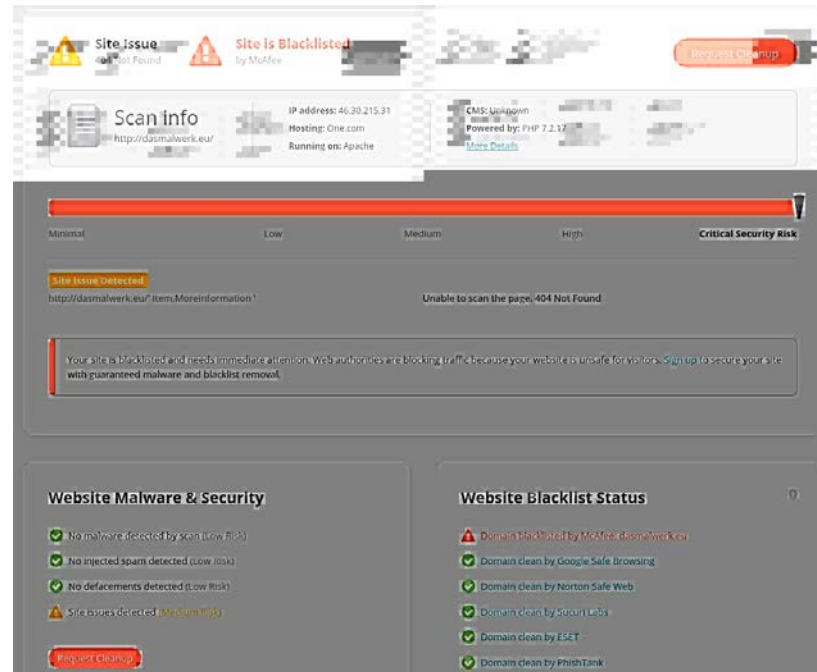 Site Issue
404 Not Found
Site is Blacklisted
by McAfee
Request Cleanup
Scan info
http://dasmalwerk.eu/
IP address: 46.30.215.31
Hosting: One.com
Running on: Apache
CMS: Unknown
Powered by: PHP 7.2.17
More Details
Minimal
Low
Medium
High
Critical Security Risk
Site Issue Detected
http://dasmalwerk.eu/' item.MoreInformation '
Unable to scan the page. 404 Not Found
Your site is blacklisted and needs immediate attention. Web authorities are blocking traffic because your website is unsafe for visitors. Sign up to secure your site
with guaranteed malware and blacklist removal.
Website Malware & Security
No malware detected by scan (Low Risk)
No injected spam detected (Low Risk)
No defacements detected (Low Risk)
Site issues detected (Medium Risk)
Request Cleanup
Website Blacklist Status
Domain blacklisted by McAfee: dasmalwerk.eu
Domain clean by Google Safe Browsing
Domain clean by Norton Safe Web
Domain clean by Sucuri Labs
Domain clean by ESET
Domain clean by PhishTank